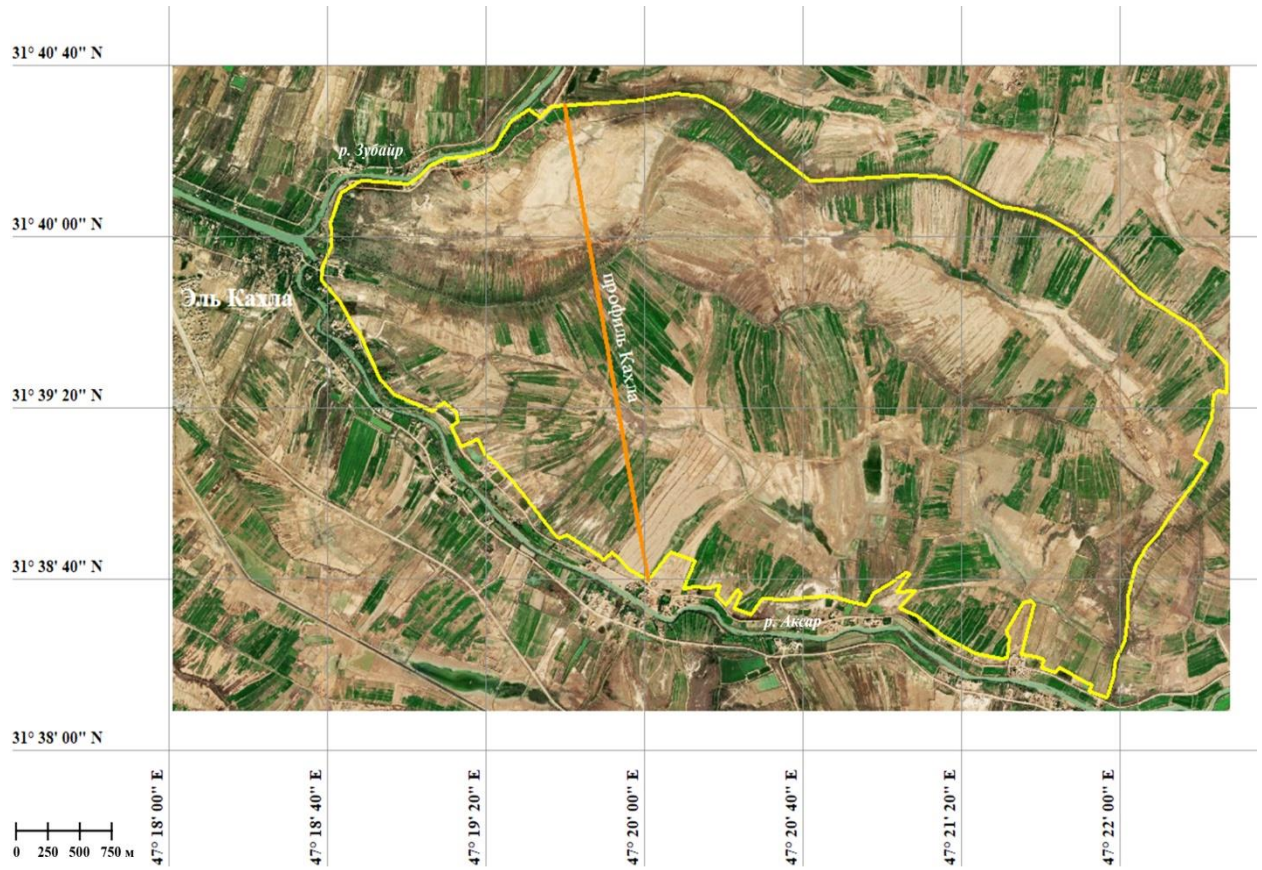 31° 40' 40" N
р. Зубайр
31° 40' 00" N
Эль Кахла
профиль Кахла
31° 39' 20" N
31° 38' 40" N
р. Аксар
31° 38' 00" N
47° 18' 00" E
47° 18' 40" E
47° 19' 20" E
47° 20' 00" E
47° 20' 40" E
47° 21' 20" E
47° 22' 00" E
0 250 500 750 м